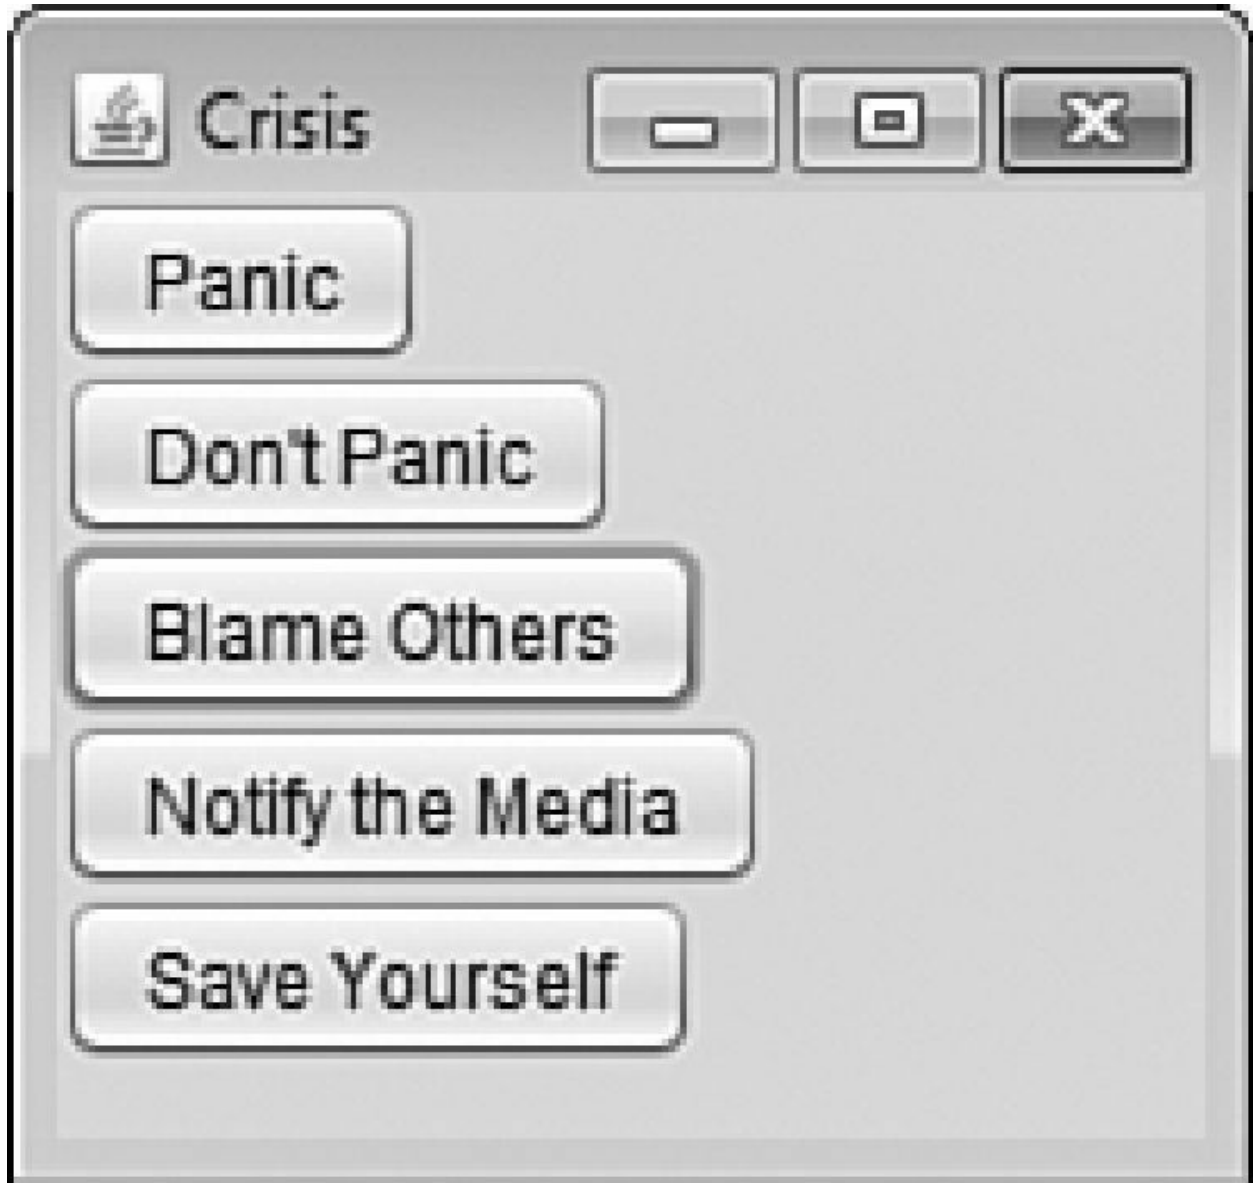 Crisis
Panic
Don't Panic
Blame Others
Notify the Media
Save Yourself